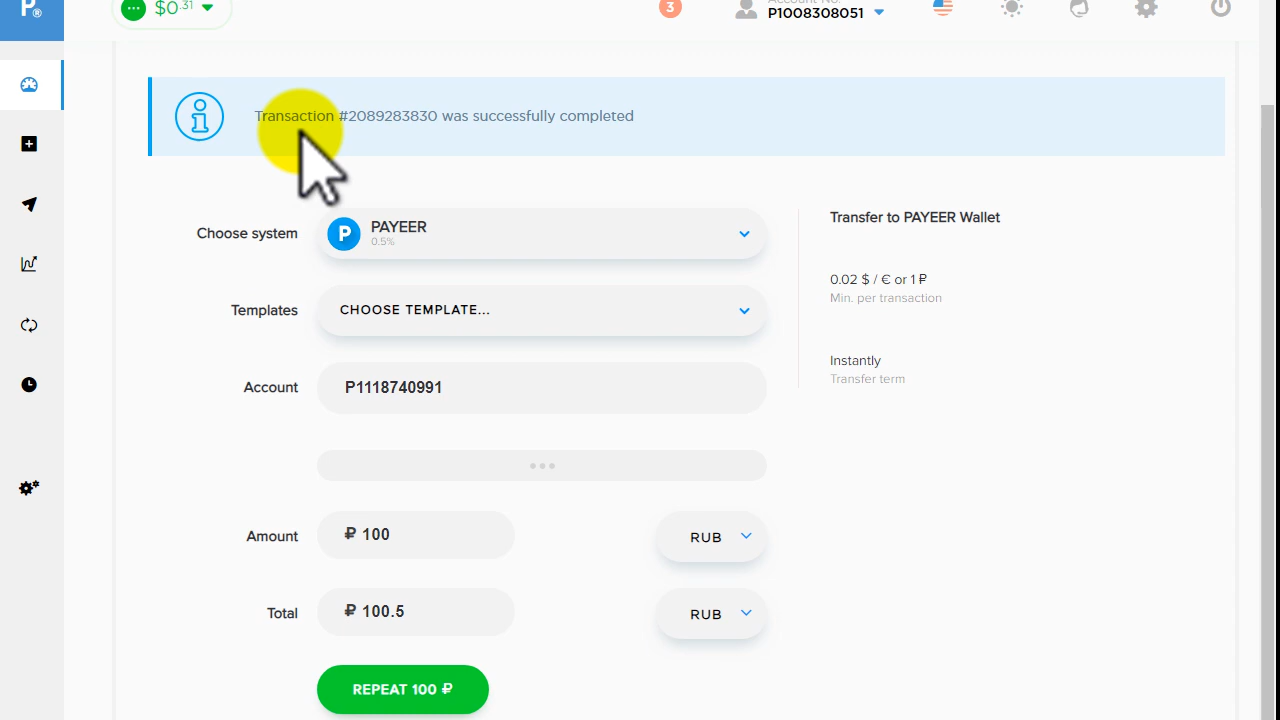 P®
$0.31
3
Account No.
P1008308051
Transaction #2089283830 was successfully completed
Choose system
PAYEER
0.5%
Templates
CHOOSE TEMPLATE...
Account
P1118740991
Amount
₽ 100
RUB
Total
₽ 100.5
RUB
REPEAT 100 ₽
Transfer to PAYEER Wallet
0.02 $ / € or 1 ₽
Min. per transaction
Instantly
Transfer term